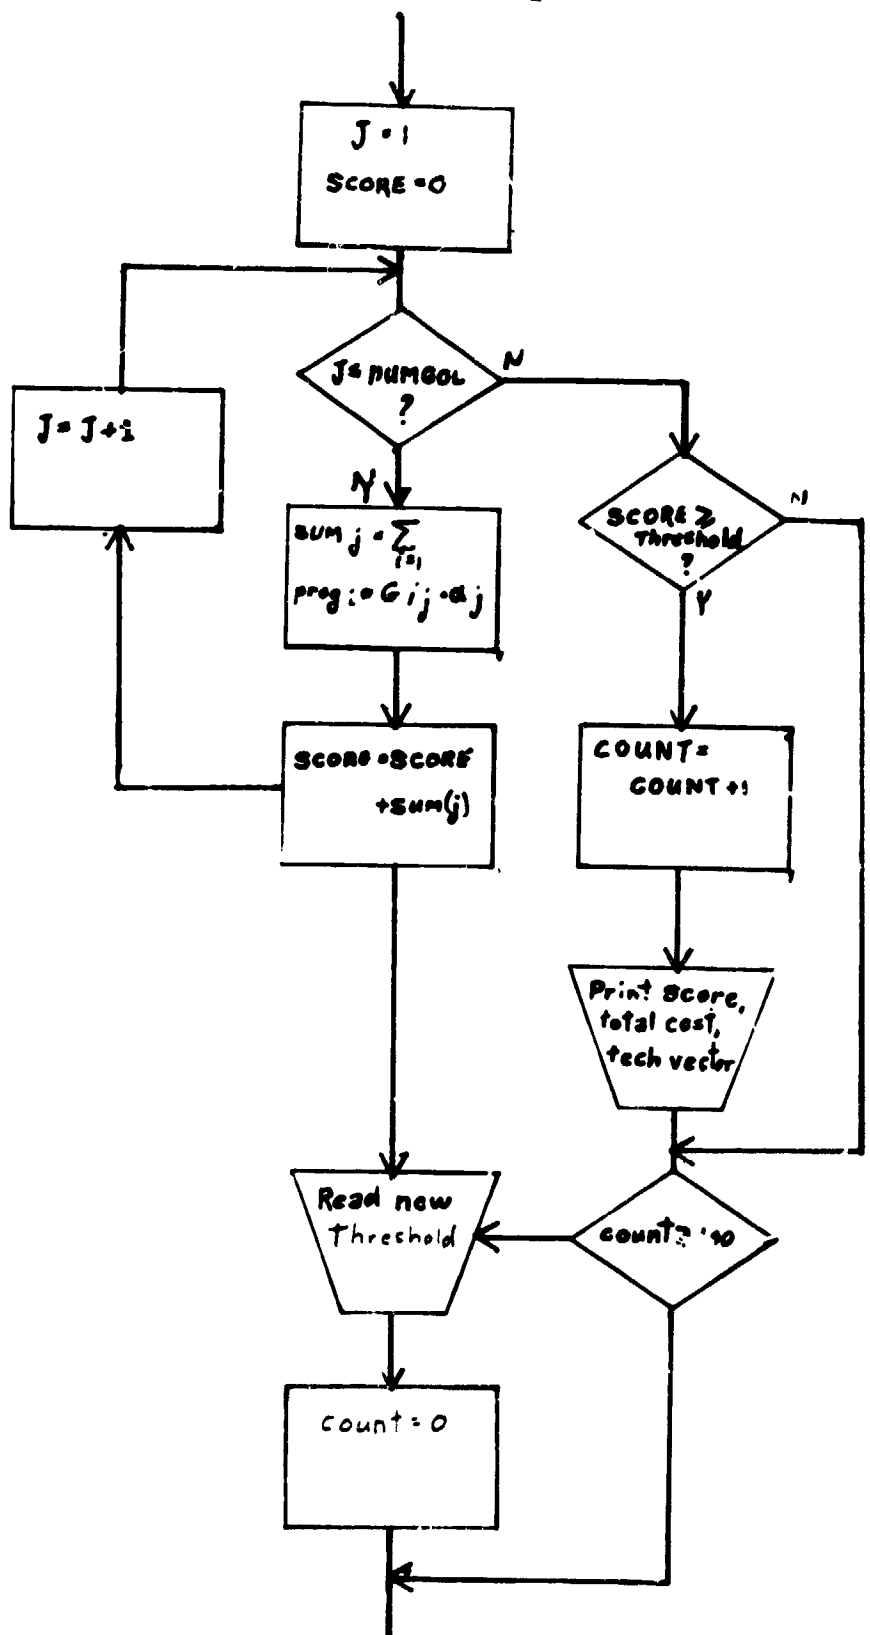 J = 1
SCORE = 0
J ≤ NUMGOL
?
N
J = J + i
Y
SUM j = ∑
i=1
prog i * G i j * a j
SCORE ≥
Threshold
?
N
Y
SCORE = SCORE
+ SUM(j)
COUNT =
COUNT + 1
Print Score,
total cost,
tech vector
Read new
Threshold
count
count = 0